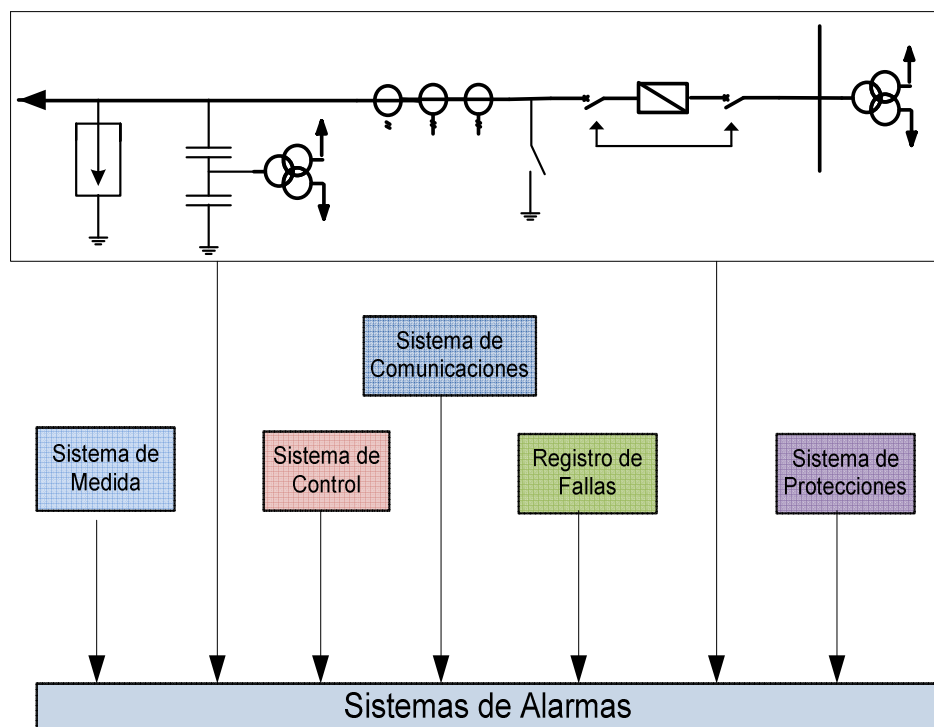 Sistema de
Comunicaciones
Sistema de
Medida
Sistema de
Control
Registro de
Fallas
Sistema de
Protecciones
Sistemas de Alarmas